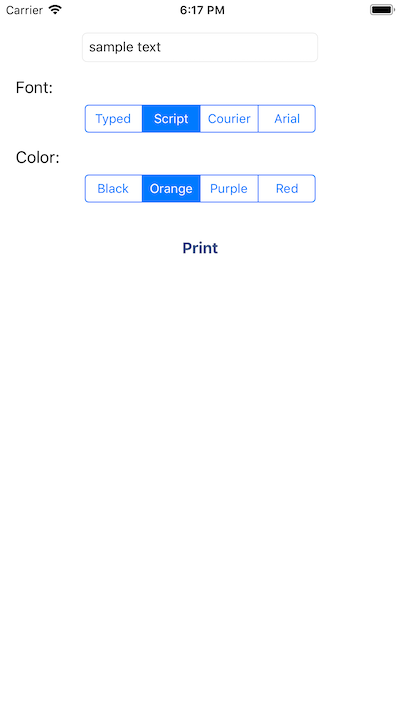 Carrier 6:17 PM
sample text
Font:
Typed Script Courier Arial
Color:
Black Orange Purple Red
Print